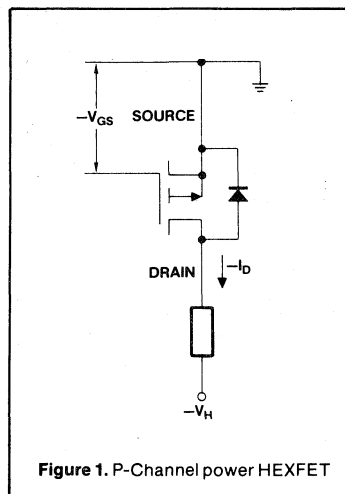 –V_GS
SOURCE
DRAIN
–I_D
–V_H
Figure 1. P-Channel power HEXFET